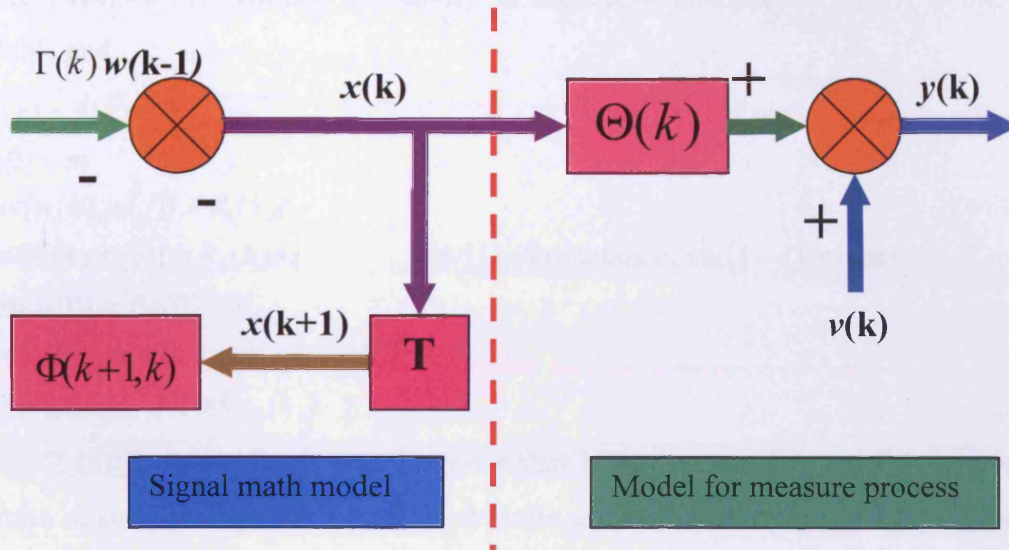 Γ(k) w(k-1)
x(k)
+
y(k)
Θ(k)
-
-
+
v(k)
x(k+1)
T
Φ(k+1,k)
Signal math model
Model for measure process